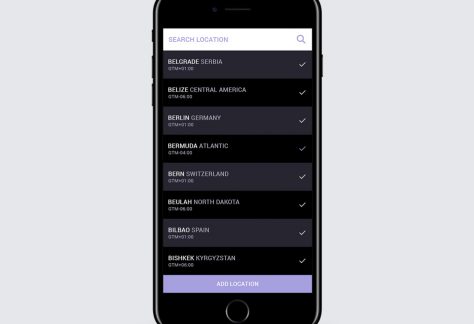 SEARCH LOCATION
BELGRADE SERBIA
GTM+01:00
BELIZE CENTRAL AMERICA
GTM-06:00
BERLIN GERMANY
GTM+01:00
BERMUDA ATLANTIC
GTM-04:00
BERN SWITZERLAND
GTM+01:00
BEULAH NORTH DAKOTA
GTM-06:00
BILBAO SPAIN
GTM+01:00
BISHKEK KYRGYZSTAN
GTM+06:00
ADD LOCATION